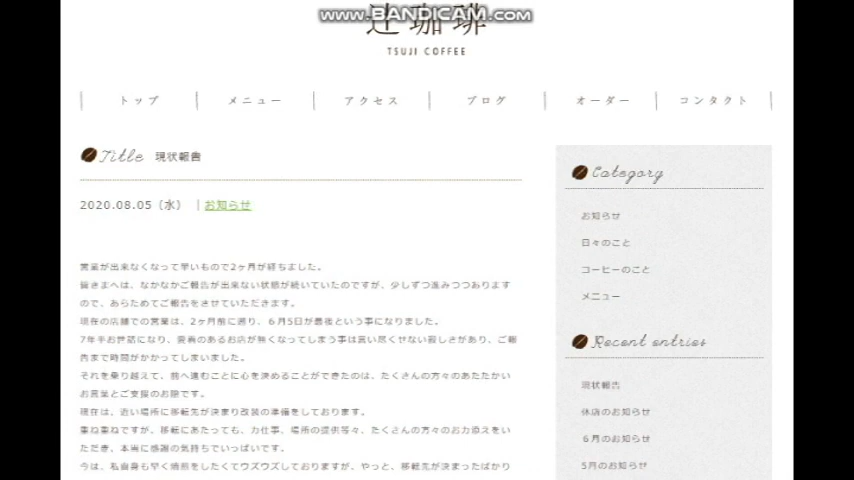 www.BANDICAM.com
辻珈琲
TSUJI COFFEE
トップ
メニュー
アクセス
ブログ
オーダー
コンタクト
Title 現状報告
2020.08.05（水） ｜お知らせ
営業が出来なくなって早いもので2ヶ月が経ちました。
皆さまへは、なかなかご報告が出来ない状態が続いていたのですが、少しずつ進みつつあります
ので、あらためてご報告をさせていただきます。
現在の店舗での営業は、2ヶ月前に遡り、６月5日が最後という事になりました。
7年半お世話になり、愛着のあるお店が無くなってしまう事は言い尽くせない寂しさがあり、ご報
告まで時間がかかってしまいました。
それを乗り越えて、前へ進むことに心を決めることができたのは、たくさんの方々のあたたかい
お言葉とご支援のお陰です。
現在は、近い場所に移転先が決まり改装の準備をしております。
重ね重ねですが、移転にあたっても、力仕事、場所の提供等々、たくさんの方々のお力添えをい
ただき、本当に感謝の気持ちでいっぱいです。
今は、私自身も早く焙煎をしたくてウズウズしておりますが、やっと、移転先が決まったばかり
Category
お知らせ
日々のこと
コーヒーのこと
メニュー
Recent entries
現状報告
休店のお知らせ
６月のお知らせ
5月のお知らせ